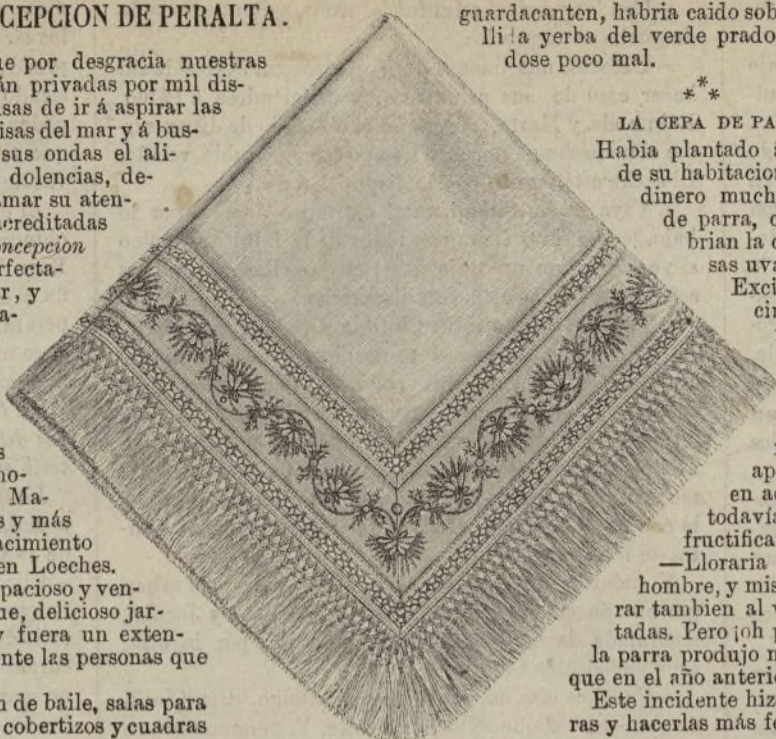 CEPCION DE PERALTA.
ue por desgracia nuestras
án privadas por mil dis-
sas de ir á aspirar las
isas del mar y á bus-
sus ondas el ali-
dolencias, de-
mar su aten-
creditadas
ncepcion
rfecta-
r, y
a-
s
no-
Ma-
s y más
acimiento
en Loeches.
pacioso y ven-
ue, delicioso jar-
y fuera un exten-
ente las personas que
n de baile, salas para
cobertizos y cuadras
guardacanton, habria caido sob
lli la yerba del verde prado
dose poco mal.
***
LA CEPA DE PA
Habia plantado
de su habitacion
dinero much
de parra, c
brian la
sas uva
Exci
cir
ap
en a
todavía
fructifica
—Lloraria
hombre, y mis
rar tambien al v
tadas. Pero ¡oh p
la parra produjo
que en el año anterio
Este incidente hiz
ras y hacerlas más fe